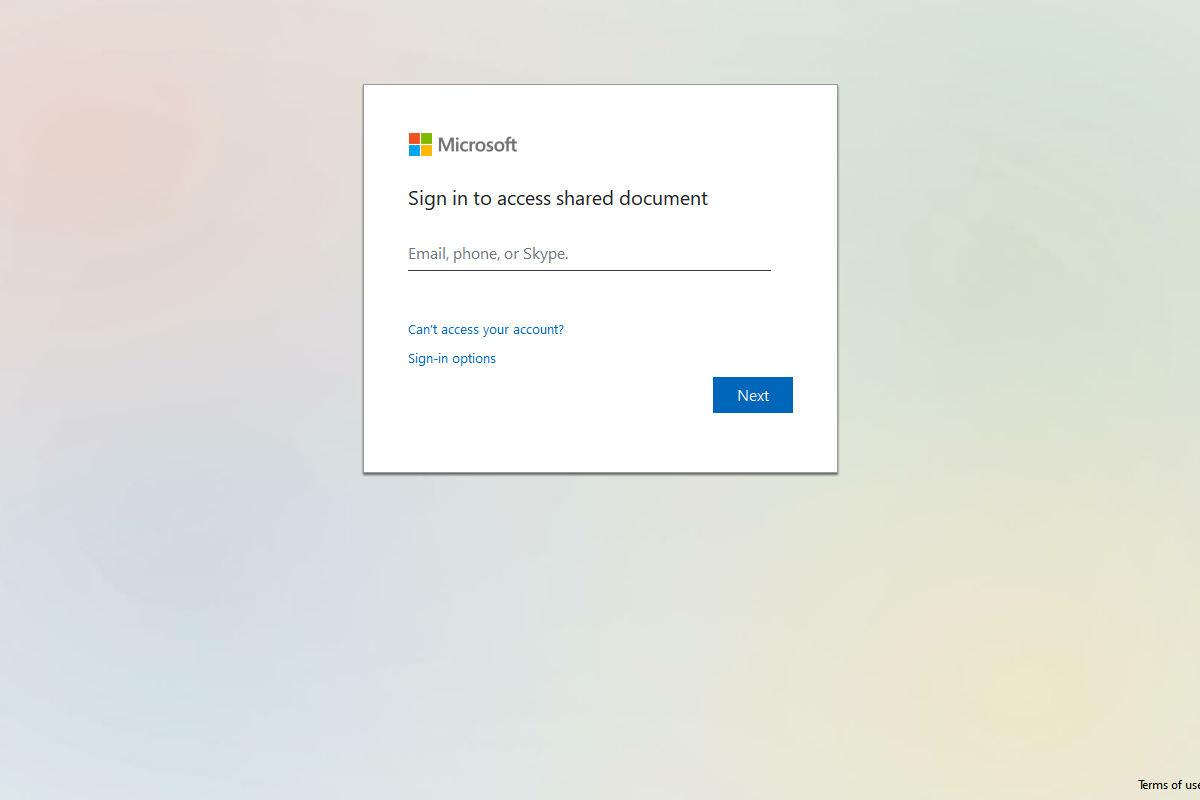 Microsoft
Sign in to access shared document
Email, phone, or Skype.
Can't access your account?
Sign-in options
Next
Terms of use